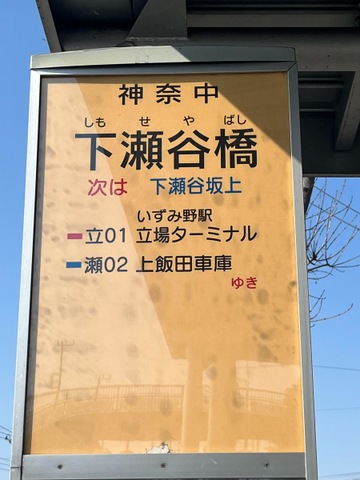 神奈中
しも せ や ばし
下瀬谷橋
次は 下瀬谷坂上
いずみ野駅
立01 立場ターミナル
瀬02 上飯田車庫
ゆき